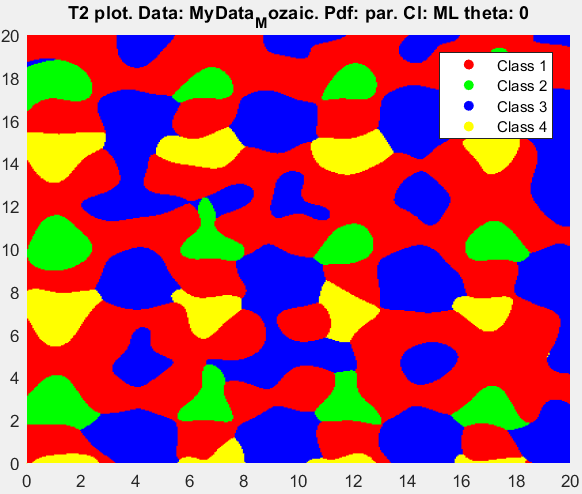 T2 plot. Data: MyData_Mozaic. Pdf: par. Cl: ML theta: 0
20
18
16
14
12
10
8
6
4
2
0
Class 1
Class 2
Class 3
Class 4
0 2 4 6 8 10 12 14 16 18 20